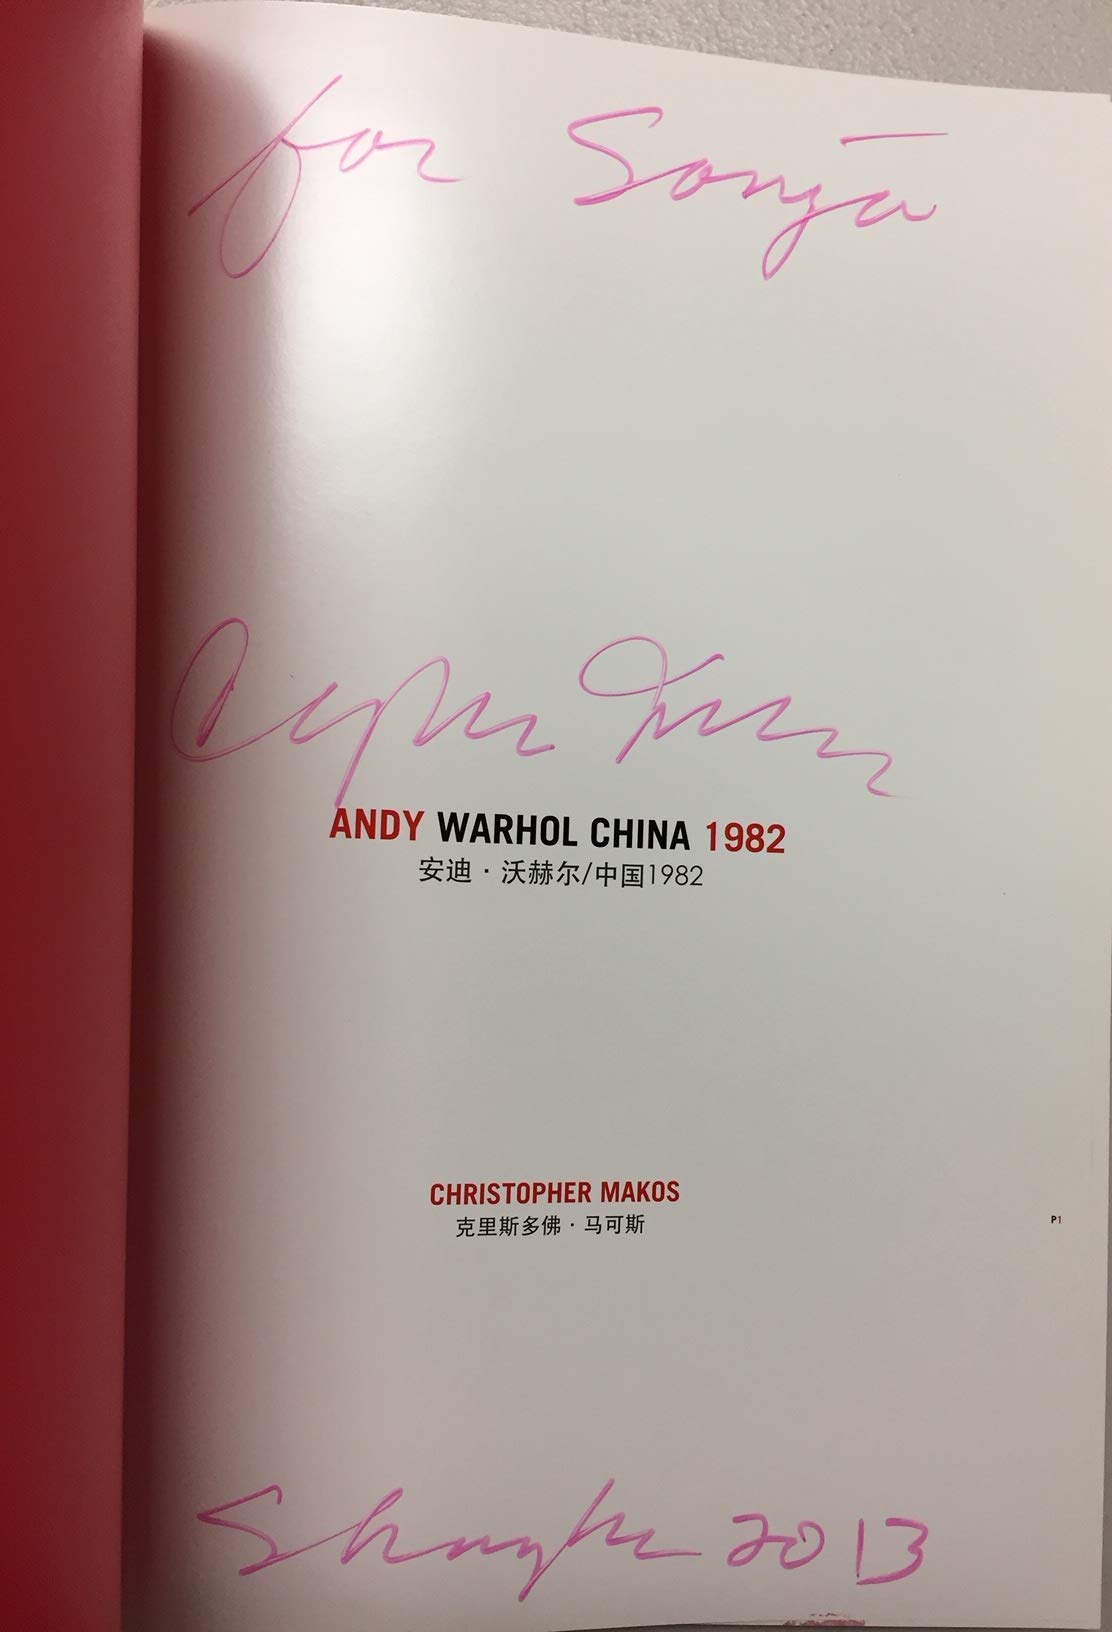 for Sonja
ANDY WARHOL CHINA 1982
安迪·沃赫尔/中国1982
CHRISTOPHER MAKOS
克里斯多佛·马可斯
P1
Shanghai 2013